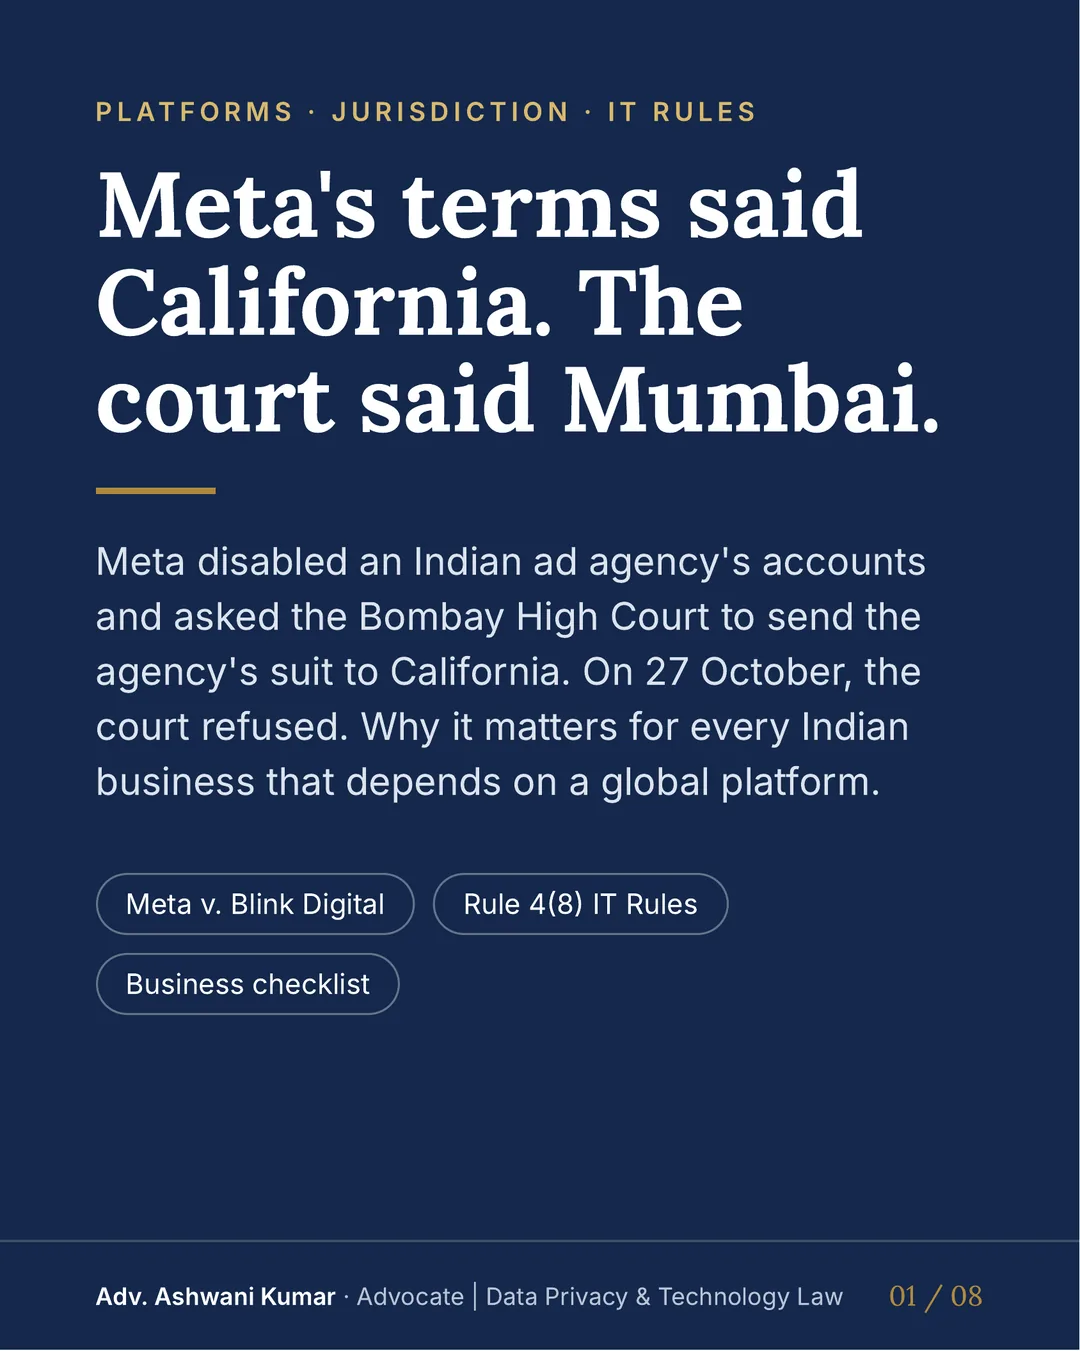 PLATFORMS · JURISDICTION · IT RULES
Meta's terms said
California. The
court said Mumbai.
Meta disabled an Indian ad agency's accounts
and asked the Bombay High Court to send the
agency's suit to California. On 27 October, the
court refused. Why it matters for every Indian
business that depends on a global platform.
Meta v. Blink Digital
Rule 4(8) IT Rules
Business checklist
Adv. Ashwani Kumar · Advocate | Data Privacy & Technology Law
01 / 08